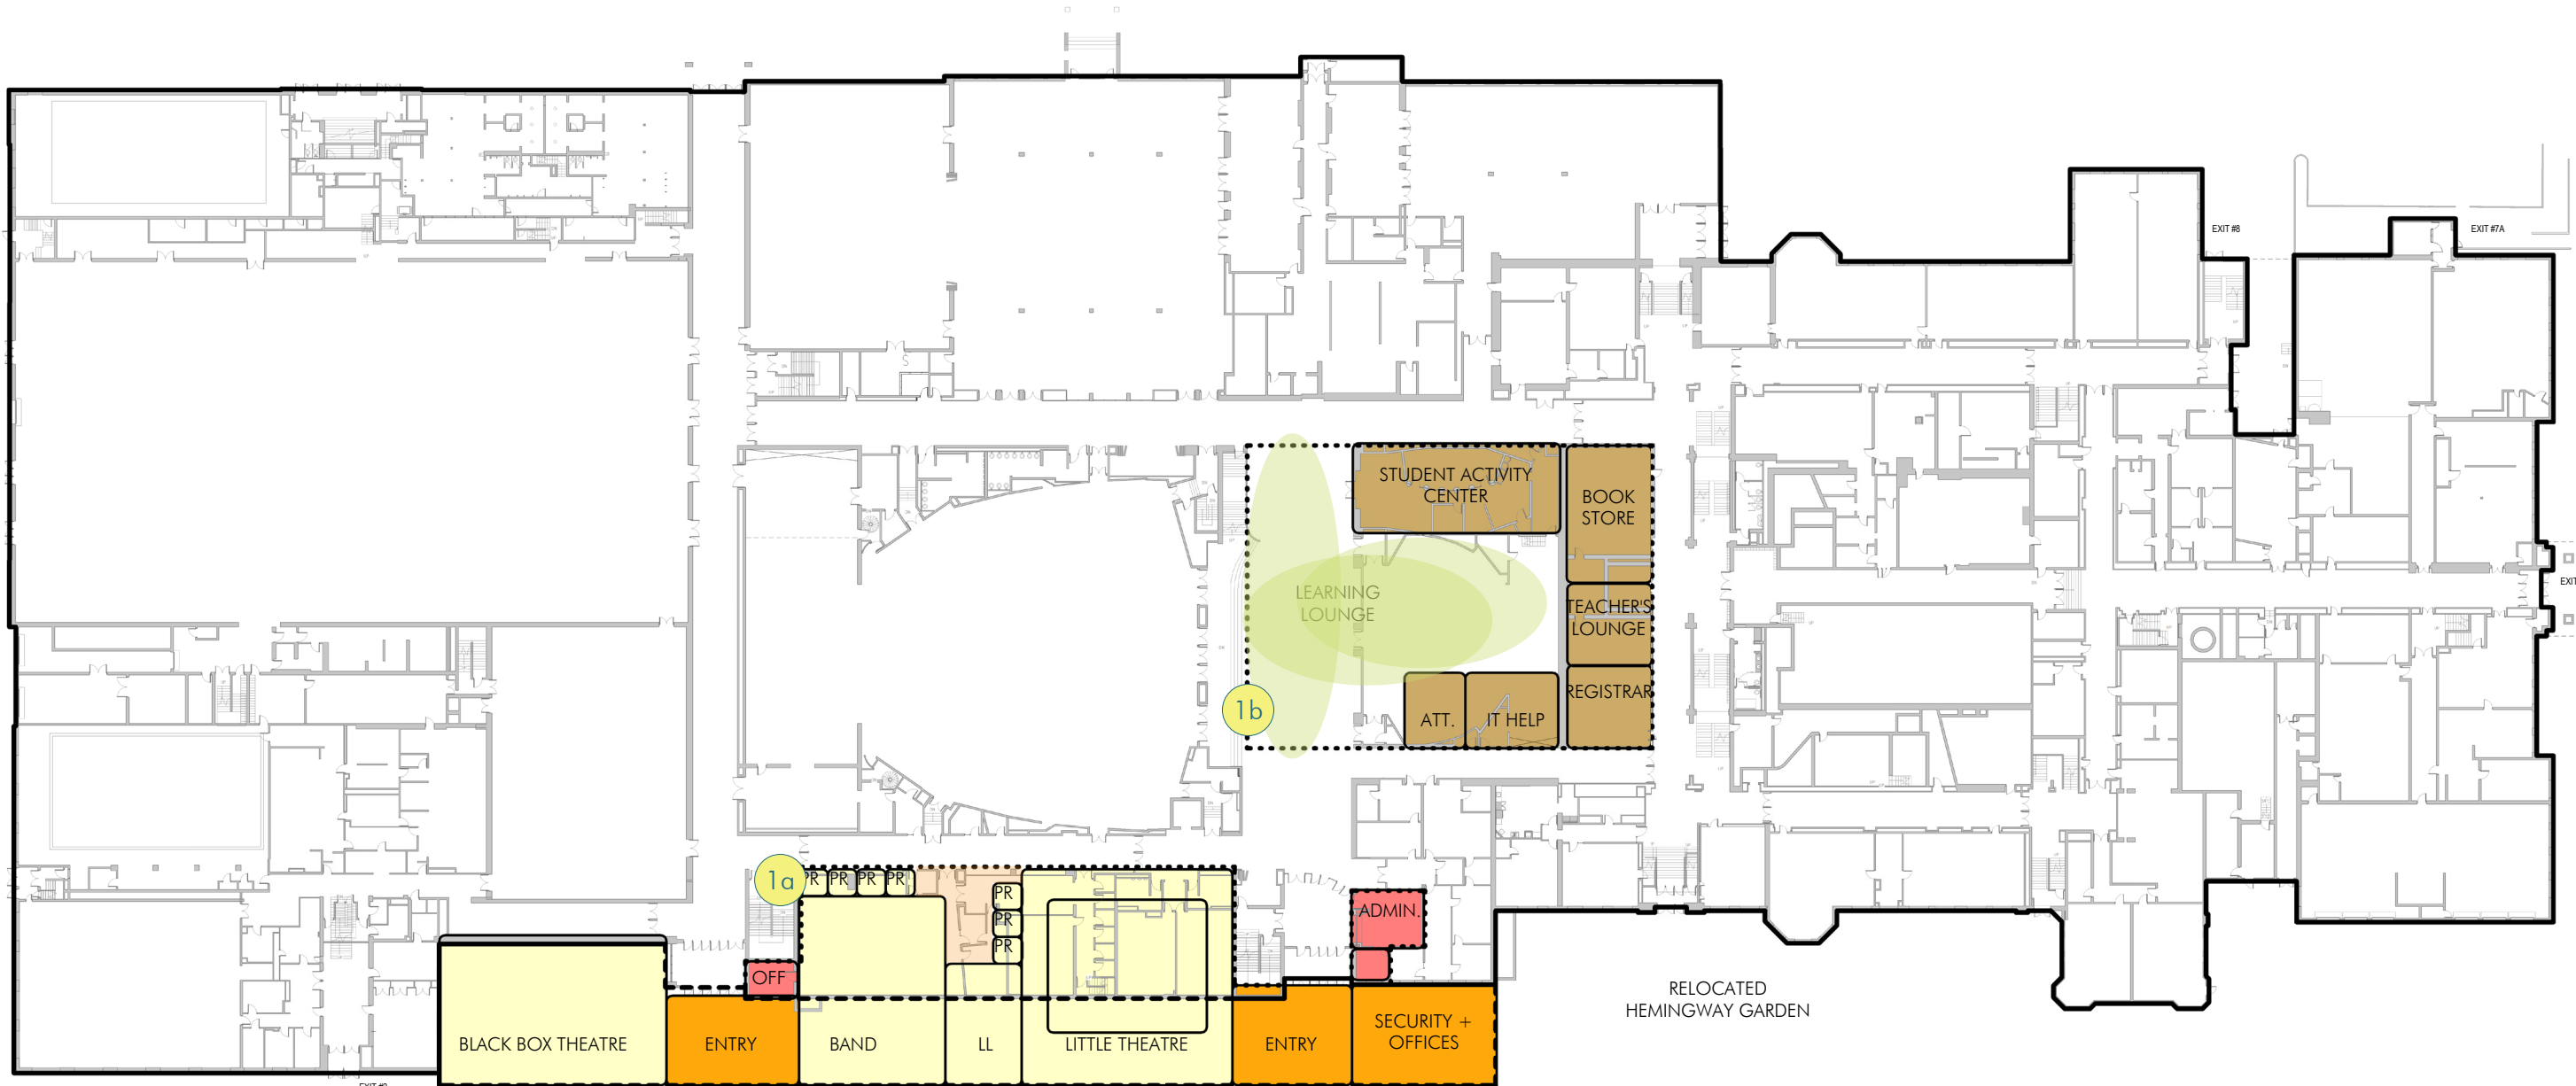 EXIT #8
EXIT #7A
STUDENT ACTIVITY
CENTER
BOOK
STORE
EXIT
LEARNING
LOUNGE
TEACHER'S
LOUNGE
REGISTRAR
1b
ATT.
IT HELP
1a
PR
PR
PR
PR
PR
PR
PR
ADMIN.
OFF
RELOCATED
HEMINGWAY GARDEN
SECURITY +
OFFICES
BLACK BOX THEATRE
ENTRY
BAND
LL
LITTLE THEATRE
ENTRY